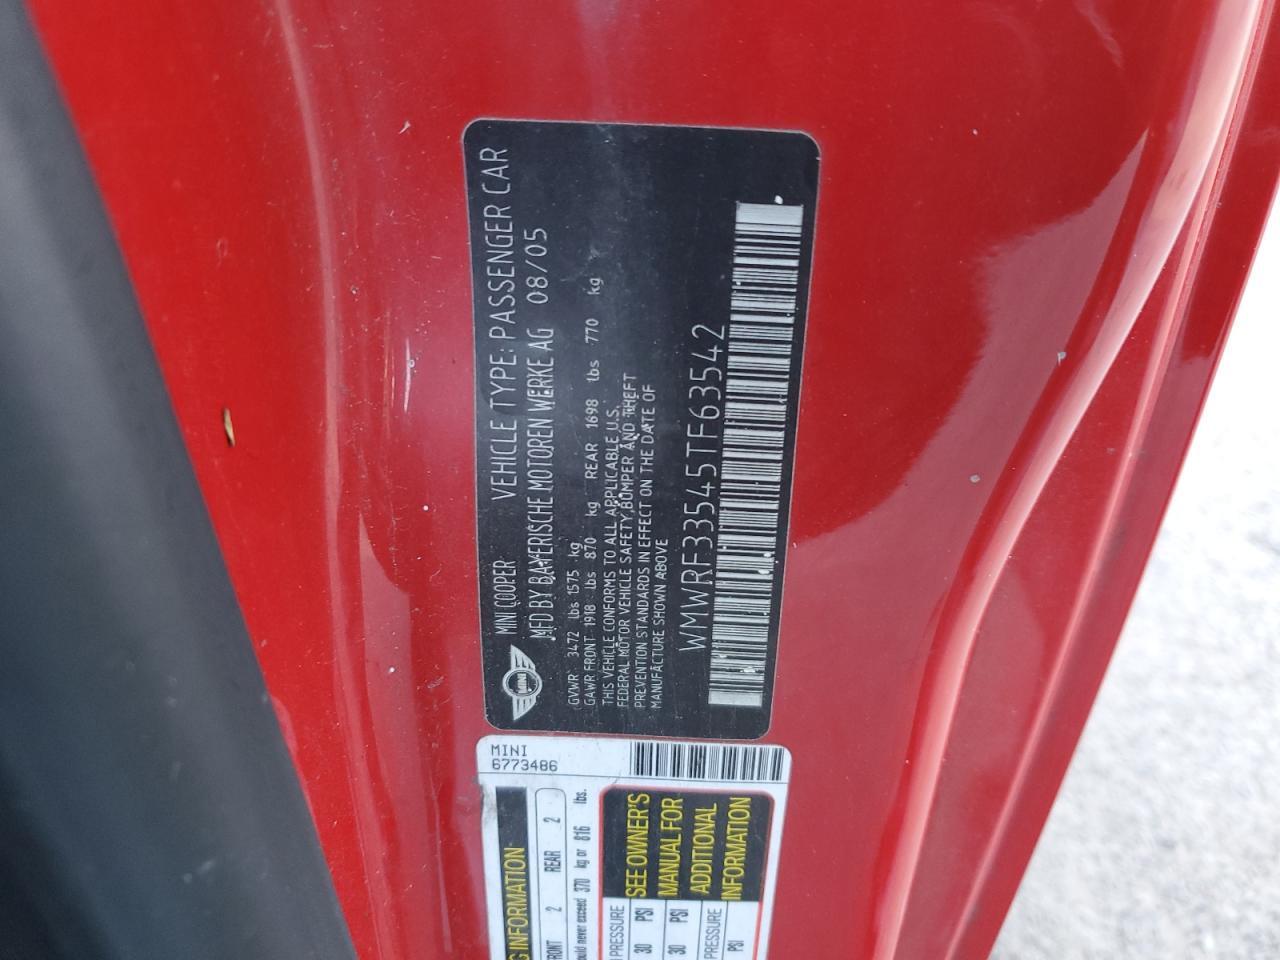 MINI COOPER VEHICLE TYPE: PASSENGER CAR
MFD BY BAYERISCHE MOTOREN WERKE AG 08/05
GVWR 3472 lbs 1575 kg
GAWR FRONT 1918 lbs 870 kg REAR 1698 lbs 770 kg
THIS VEHICLE CONFORMS TO ALL APPLICABLE U.S.
FEDERAL MOTOR VEHICLE SAFETY,BUMPER AND THEFT
PREVENTION STANDARDS IN EFFECT ON THE DATE OF
MANUFACTURE SHOWN ABOVE
WMWRF33545TF63542
MINI
MINI
6773486
G INFORMATION
FRONT 2 REAR 2
ould never exceed 370 kg or 816 lbs.
SEE OWNER'S
MANUAL FOR
ADDITIONAL
INFORMATION
PRESSURE
30 PSI
30 PSI
PRESSURE
PSI